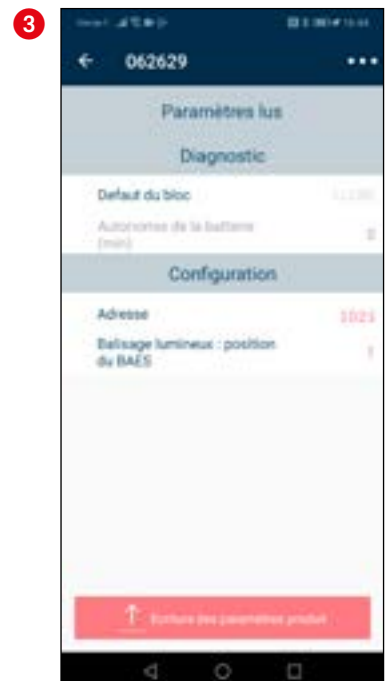 3
062629
Paramètres lus
Diagnostic
Defaut du bloc
Autonomie de la batterie
(min)
0
Configuration
Adresse
1021
Balisage lumineux : position
du BAES
1
Ecriture des paramètres produit